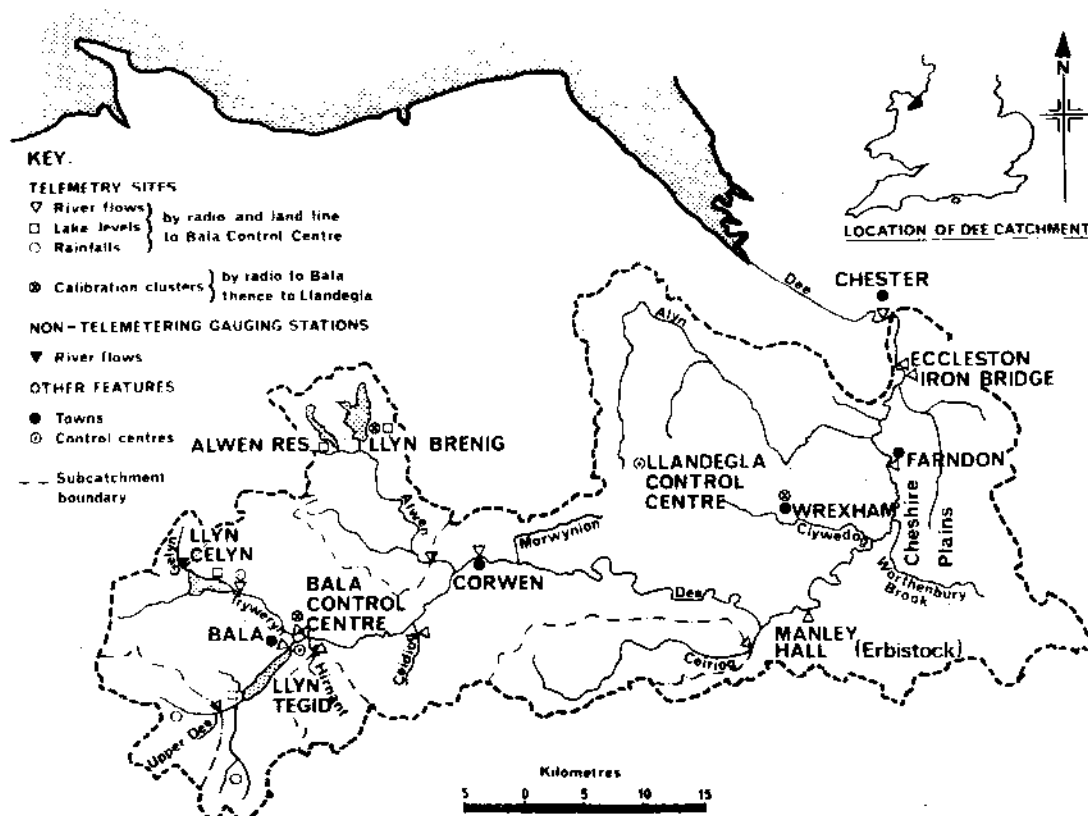 N
LOCATION OF DEE CATCHMENT
KEY.
TELEMETRY SITES
River flows
Lake levels
Rainfalls
by radio and land line
to Bala Control Centre
Calibration clusters
by radio to Bala
thence to Llandegla
NON-TELEMETERING GAUGING STATIONS
River flows
OTHER FEATURES
Towns
Control centres
Subcatchment
boundary
Dee
CHESTER
Alyn
ECCLESTON
IRON BRIDGE
ALWEN RES
LLYN BRENIG
Alwen
LLANDEGLA
CONTROL
CENTRE
FARNDON
WREXHAM
Clywedog
Cheshire
Plains
Worthenbury
Brook
Morwynion
CORWEN
Dee
LLYN
CELYN
Celyn
Tryweryn
BALA
CONTROL
CENTRE
BALA
Hirnant
Ceidiog
LLYN
TEGID
Upper Dee
Ceiriog
MANLEY
HALL (Erbistock)
Kilometres
5 0 5 10 15